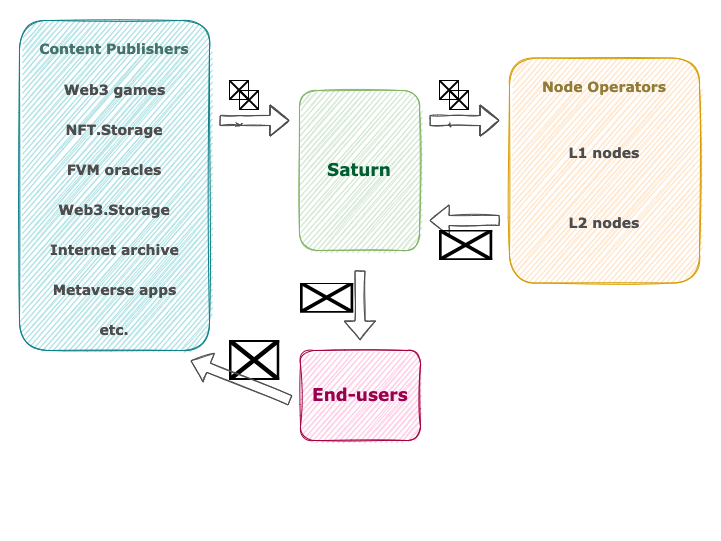 Content Publishers
Web3 games
NFT.Storage
FVM oracles
Web3.Storage
Internet archive
Metaverse apps
etc.
Saturn
Node Operators
L1 nodes
L2 nodes
End-users